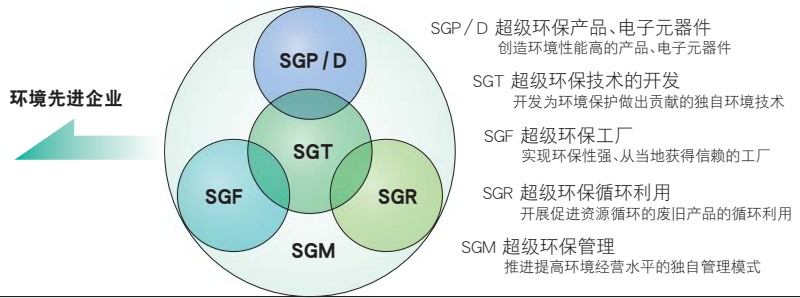 环境先进企业
SGP / D
SGT
SGF
SGR
SGM
SGP / D 超级环保产品、电子元器件
创造环境性能高的产品、电子元器件
SGT 超级环保技术的开发
开发为环境保护做出贡献的独自环境技术
SGF 超级环保工厂
实现环保性强、从当地获得信赖的工厂
SGR 超级环保循环利用
开展促进资源循环的废旧产品的循环利用
SGM 超级环保管理
推进提高环境经营水平的独自管理模式